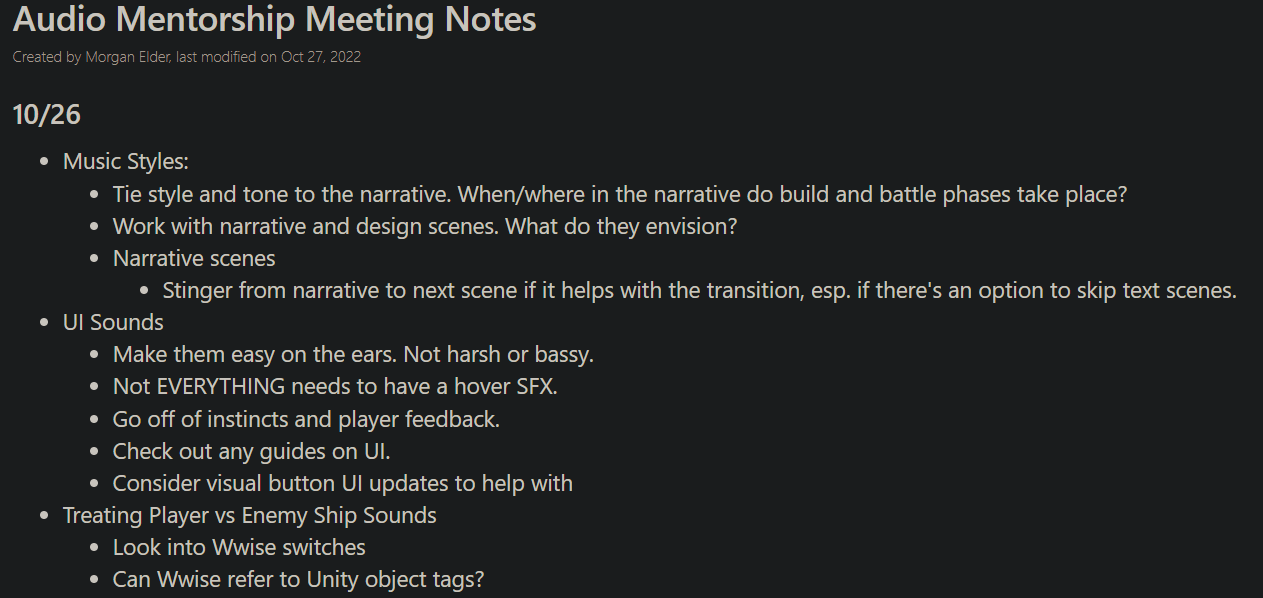 Audio Mentorship Meeting Notes
Created by Morgan Elder, last modified on Oct 27, 2022
10/26
• Music Styles:
• Tie style and tone to the narrative. When/where in the narrative do build and battle phases take place?
• Work with narrative and design scenes. What do they envision?
• Narrative scenes
• Stinger from narrative to next scene if it helps with the transition, esp. if there's an option to skip text scenes.
• UI Sounds
• Make them easy on the ears. Not harsh or bassy.
• Not EVERYTHING needs to have a hover SFX.
• Go off of instincts and player feedback.
• Check out any guides on UI.
• Consider visual button UI updates to help with
• Treating Player vs Enemy Ship Sounds
• Look into Wwise switches
• Can Wwise refer to Unity object tags?